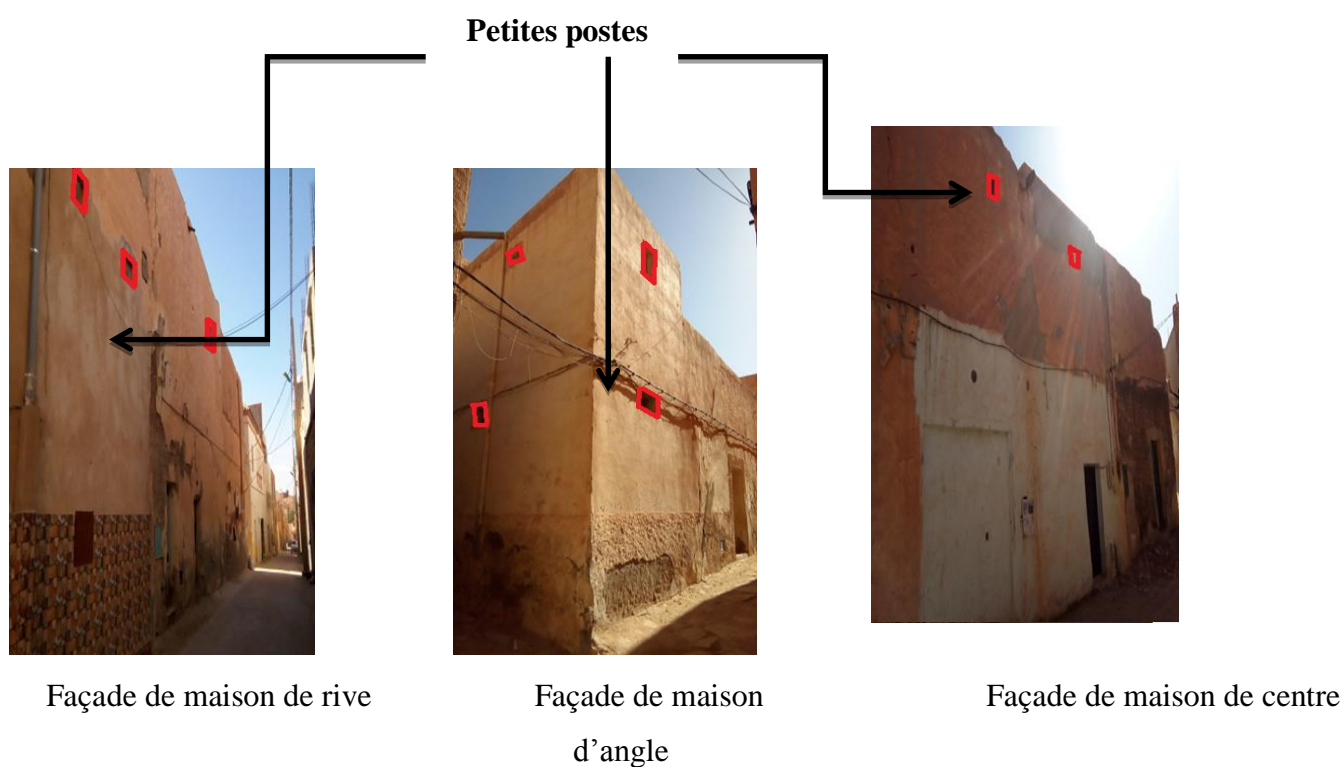 Petites postes
Façade de maison de rive
Façade de maison
d’angle
Façade de maison de centre